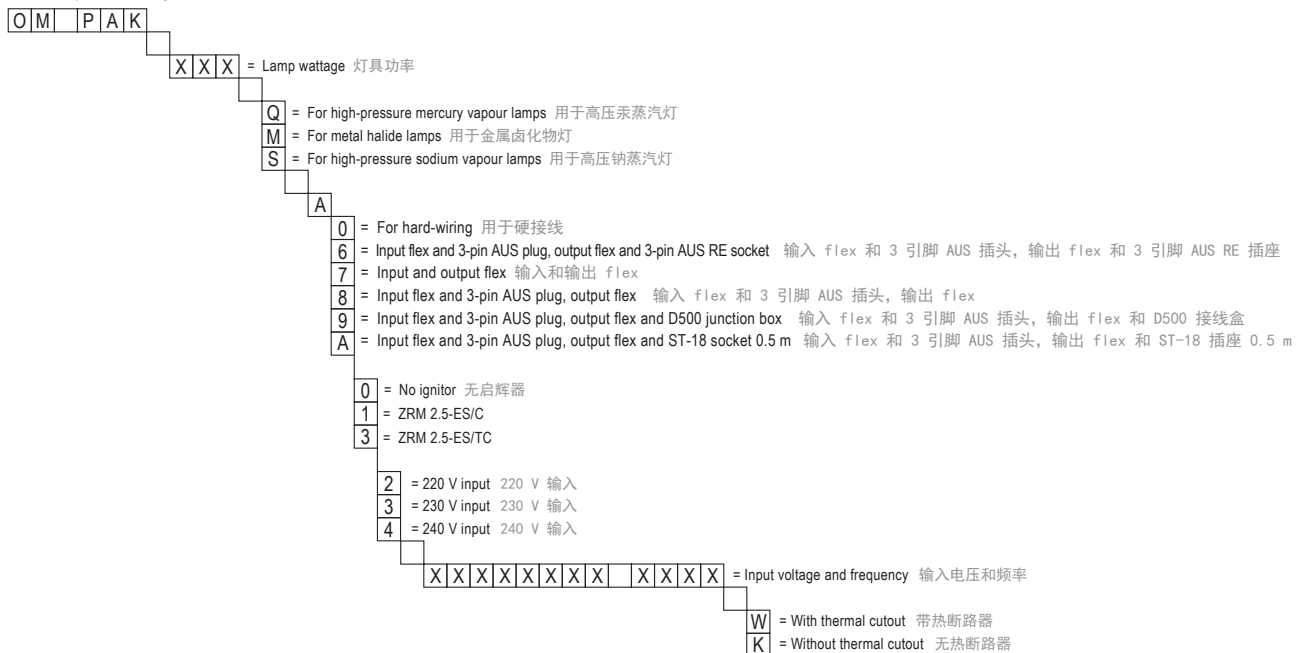 OM PAK
XXX = Lamp wattage 灯具功率
Q = For high-pressure mercury vapour lamps 用于高压汞蒸汽灯
M = For metal halide lamps 用于金属卤化物灯
S = For high-pressure sodium vapour lamps 用于高压钠蒸汽灯
A
0 = For hard-wiring 用于硬接线
6 = Input flex and 3-pin AUS plug, output flex and 3-pin AUS RE socket 输入 flex 和 3 引脚 AUS 插头，输出 flex 和 3 引脚 AUS RE 插座
7 = Input and output flex 输入和输出 flex
8 = Input flex and 3-pin AUS plug, output flex 输入 flex 和 3 引脚 AUS 插头，输出 flex
9 = Input flex and 3-pin AUS plug, output flex and D500 junction box 输入 flex 和 3 引脚 AUS 插头，输出 flex 和 D500 接线盒
A = Input flex and 3-pin AUS plug, output flex and ST-18 socket 0.5 m 输入 flex 和 3 引脚 AUS 插头，输出 flex 和 ST-18 插座 0.5 m
0 = No ignitor 无启辉器
1 = ZRM 2.5-ES/C
3 = ZRM 2.5-ES/TC
2 = 220 V input 220 V 输入
3 = 230 V input 230 V 输入
4 = 240 V input 240 V 输入
XXXXXXXX XXXX = Input voltage and frequency 输入电压和频率
W = With thermal cutout 带热断路器
K = Without thermal cutout 无热断路器